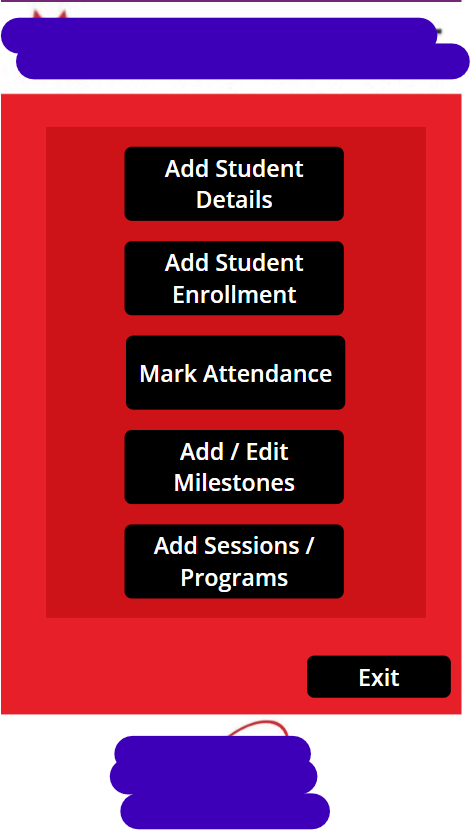 Add Student
Details
Add Student
Enrollment
Mark Attendance
Add / Edit
Milestones
Add Sessions /
Programs
Exit